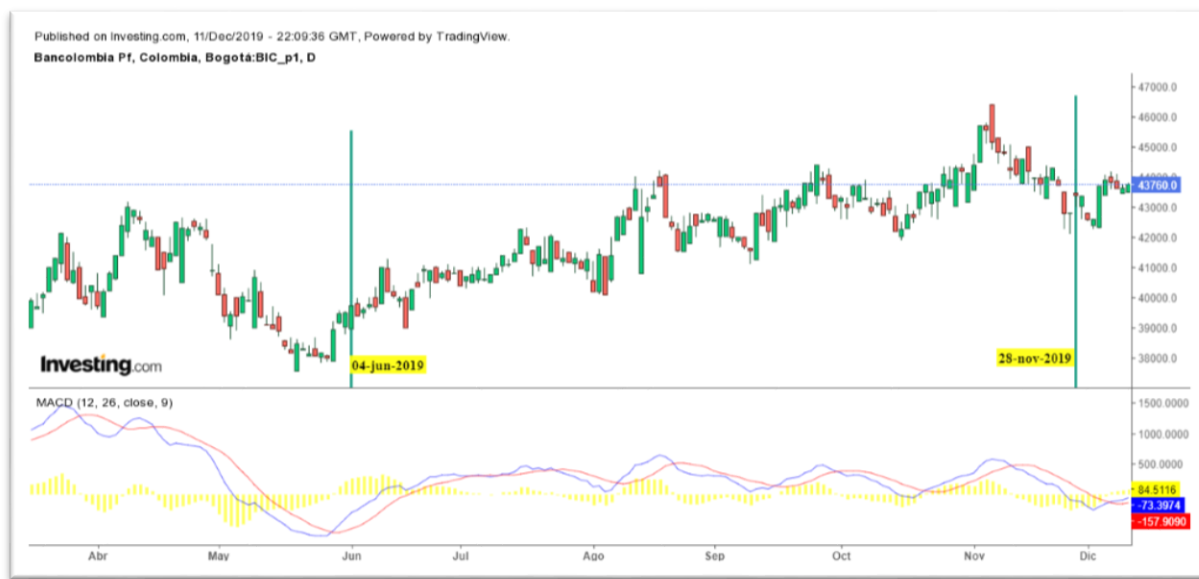 Published on Investing.com, 11/Dec/2019 - 22:09:36 GMT, Powered by TradingView.
Bancolombia Pf, Colombia, Bogotá:BIC_p1, D
47000.0
46000.0
45000.0
43760.0
43000.0
42000.0
41000.0
40000.0
39000.0
38000.0
Investing.com
04-jun-2019
28-nov-2019
MACD (12, 26, close, 9)
1500.0000
1000.0000
500.0000
84.5116
-73.3974
-157.9090
Abr May Jun Jul Ago Sep Oct Nov Dic